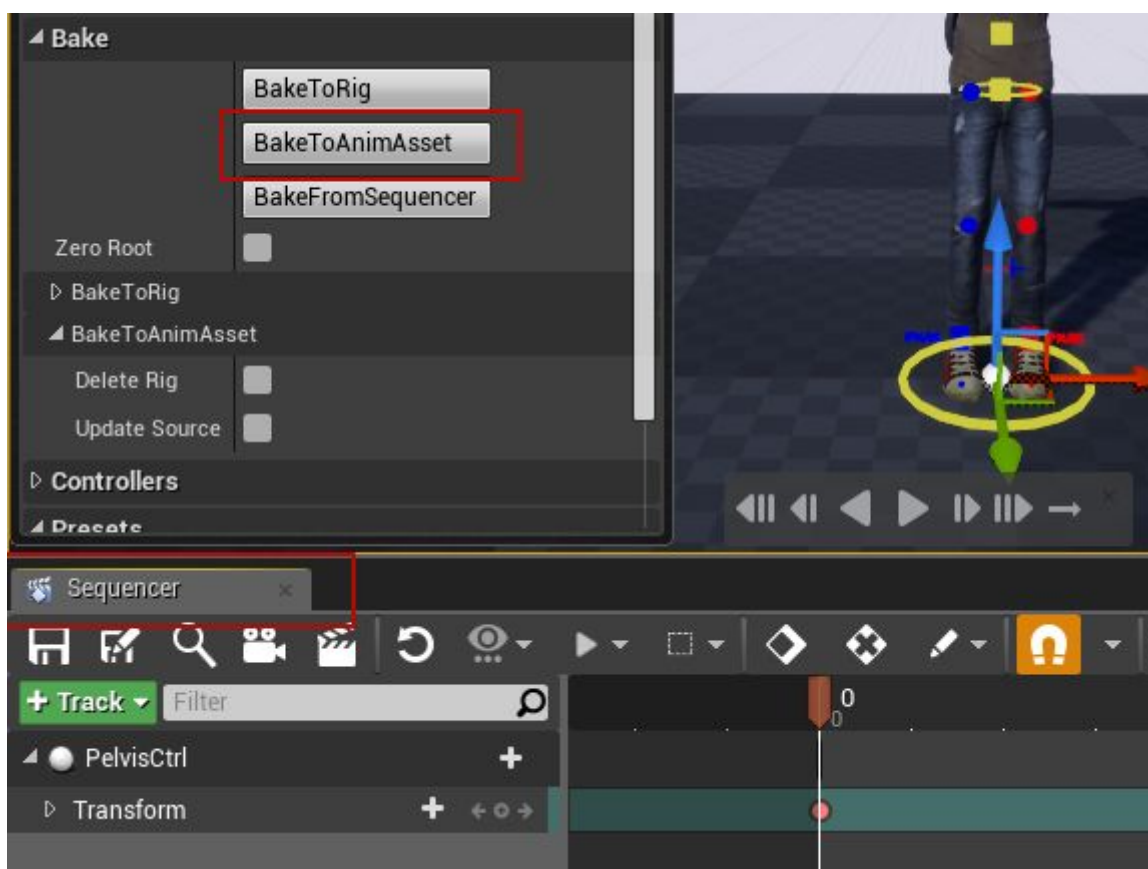 Bake
BakeToRig
BakeToAnimAsset
BakeFromSequencer
Zero Root
BakeToRig
BakeToAnimAsset
Delete Rig
Update Source
Controllers
Presets
Sequencer
+ Track
Filter
0
0
PelvisCtrl
Transform